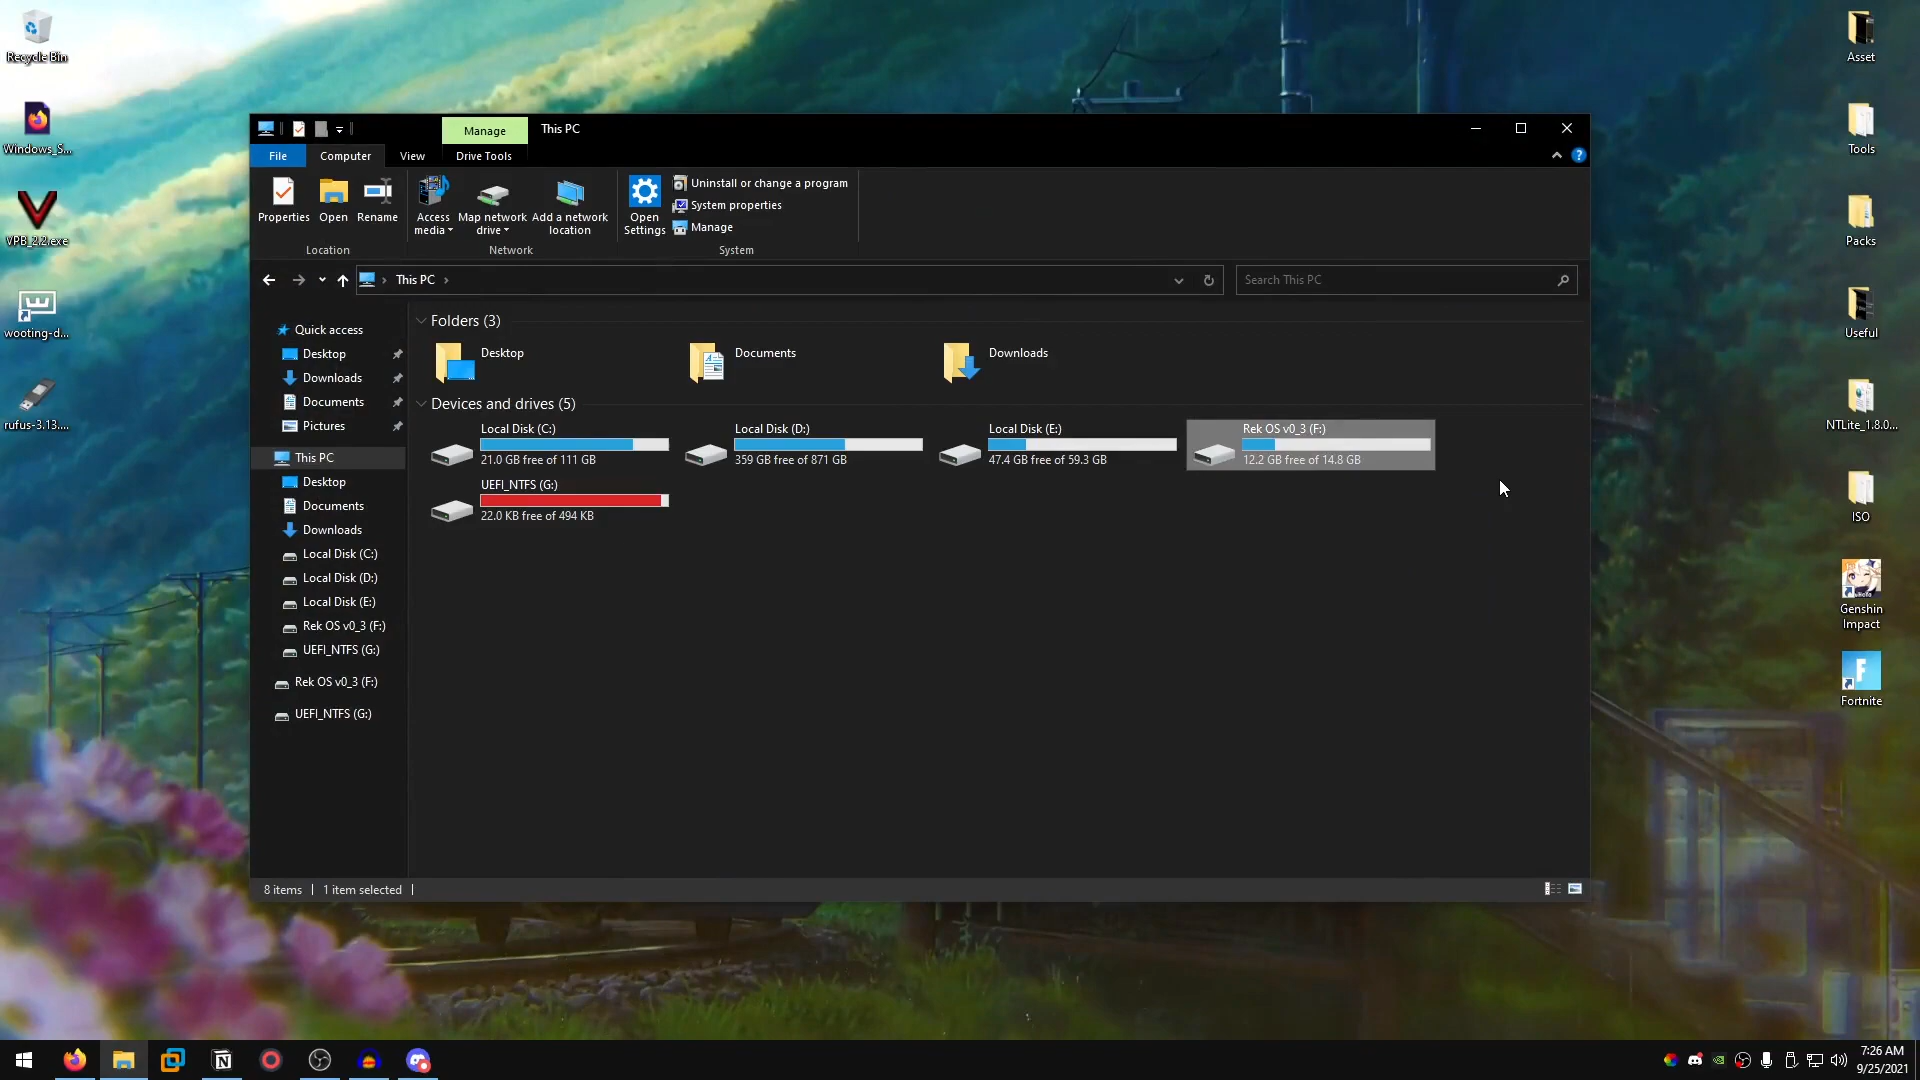 Recycle Bin
Windows_S...
VPB_2.2.exe
wooting-d...
rufus-3.13....
Manage
This PC
File
Computer
View
Drive Tools
Properties
Open
Rename
Access
media
Map network
drive
Add a network
location
Open
Settings
Uninstall or change a program
System properties
Manage
Location
Network
System
This PC
Search This PC
Quick access
Desktop
Downloads
Documents
Pictures
This PC
Desktop
Documents
Downloads
Local Disk (C:)
Local Disk (D:)
Local Disk (E:)
Rek OS v0_3 (F:)
UEFI_NTFS (G:)
Rek OS v0_3 (F:)
UEFI_NTFS (G:)
Folders (3)
Desktop
Documents
Downloads
Devices and drives (5)
Local Disk (C:)
21.0 GB free of 111 GB
Local Disk (D:)
359 GB free of 871 GB
Local Disk (E:)
47.4 GB free of 59.3 GB
Rek OS v0_3 (F:)
12.2 GB free of 14.8 GB
UEFI_NTFS (G:)
22.0 KB free of 494 KB
8 items
1 item selected
Asset
Tools
Packs
Useful
NTLite_1.8.0...
ISO
Genshin
Impact
Fortnite
7:26 AM
9/25/2021